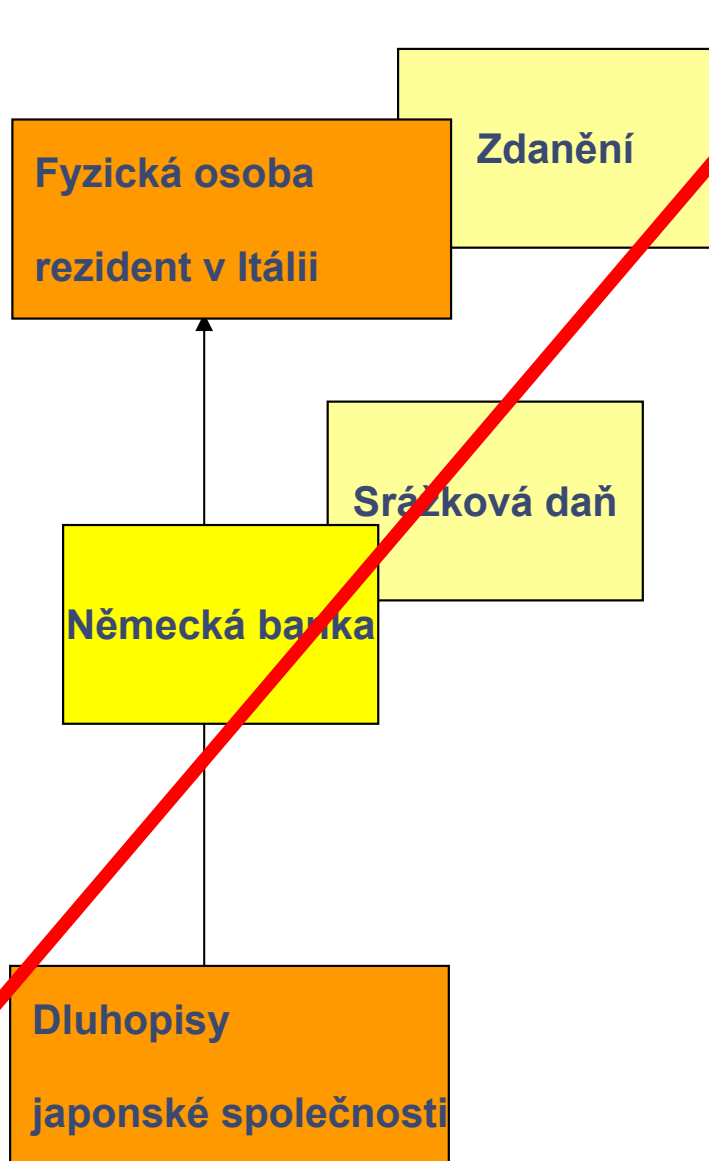 Zdanění
Fyzická osoba
rezident v Itálii
Srážková daň
Německá banka
Dluhopisy
japonské společnosti